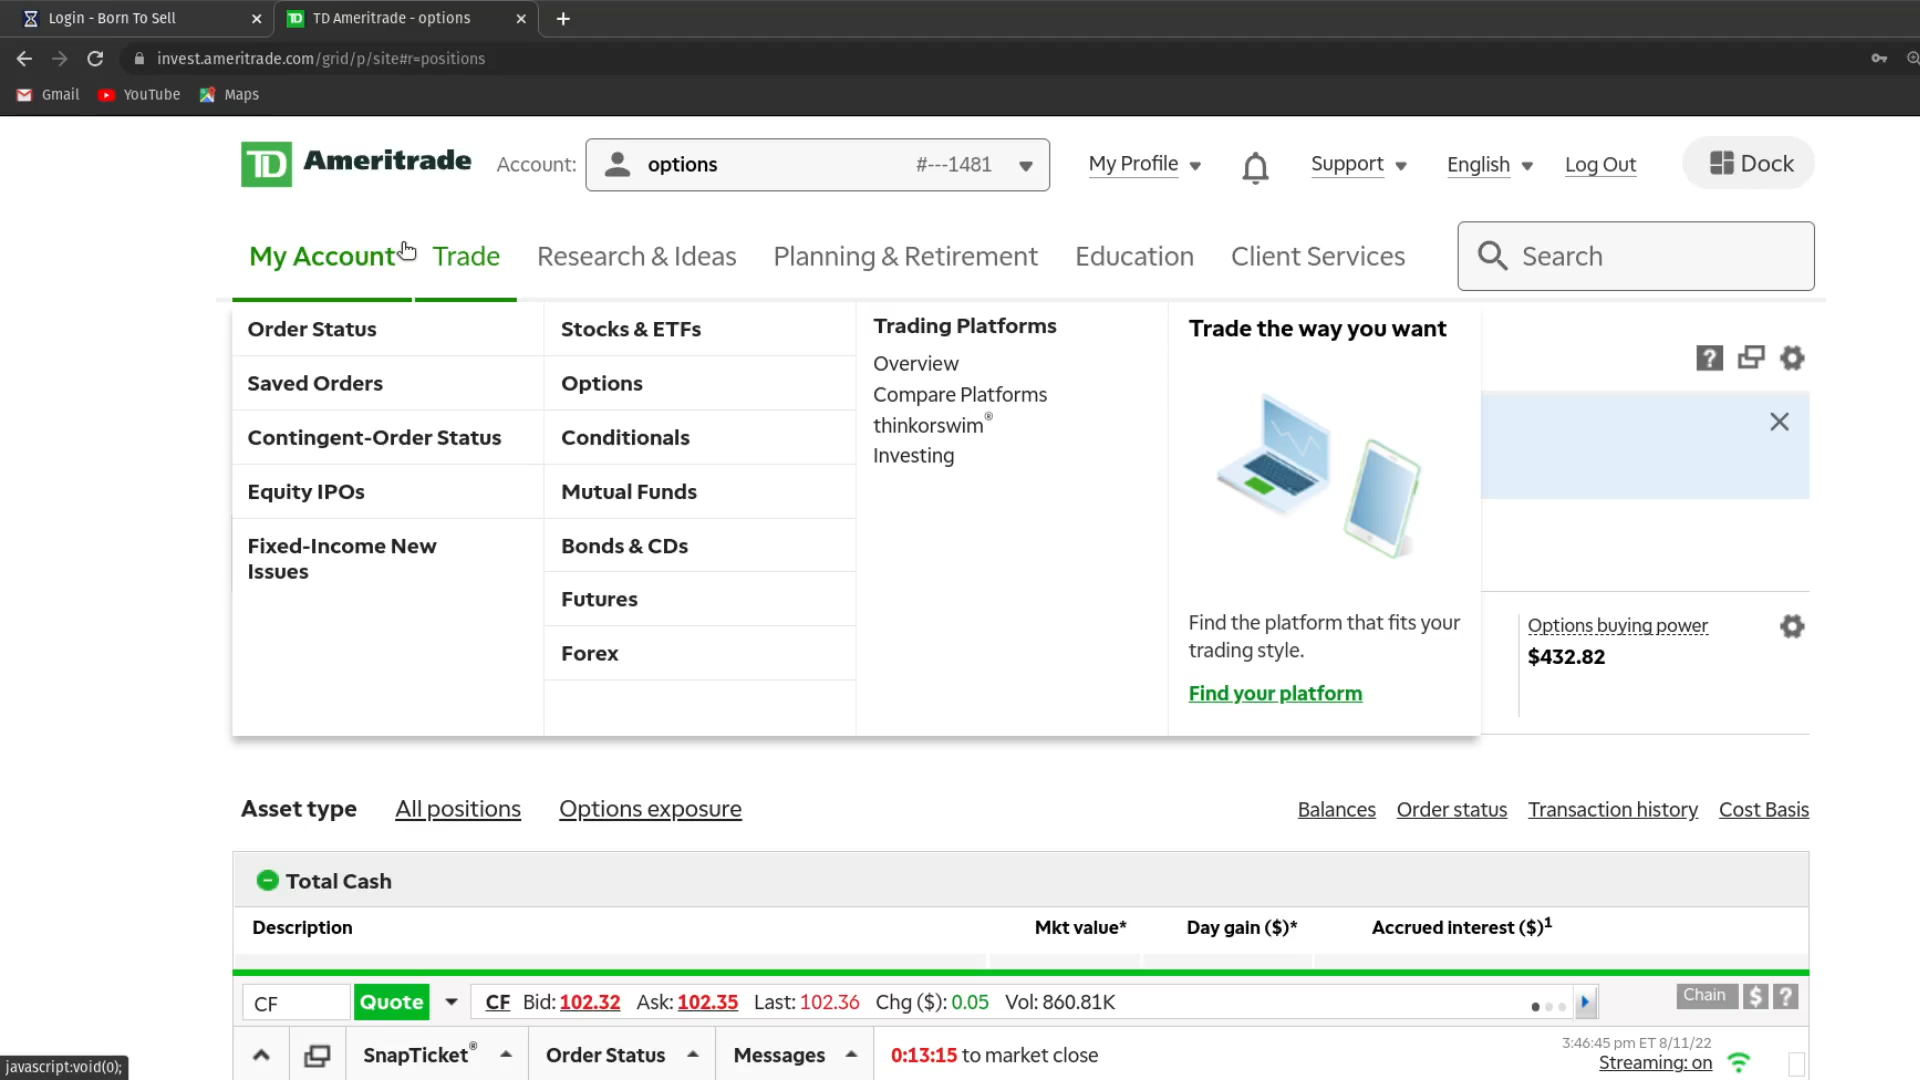 Login - Born To Sell
TD Ameritrade - options
invest.ameritrade.com/grid/p/site#r=positions
Gmail YouTube Maps
TD Ameritrade Account: options #---1481 My Profile Support English Log Out Dock
My Account Trade Research & Ideas Planning & Retirement Education Client Services Search
Order Status
Saved Orders
Contingent-Order Status
Equity IPOs
Fixed-Income New
Issues
Stocks & ETFs
Options
Conditionals
Mutual Funds
Bonds & CDs
Futures
Forex
Trading Platforms
Overview
Compare Platforms
thinkorswim®
Investing
Trade the way you want
Find the platform that fits your
trading style.
Find your platform
?
Options buying power
$432.82
Asset type All positions Options exposure Balances Order status Transaction history Cost Basis
Total Cash
Description Mkt value* Day gain ($)* Accrued interest ($)1
CF Quote CF Bid: 102.32 Ask: 102.35 Last: 102.36 Chg ($): 0.05 Vol: 860.81K Chain $ ?
SnapTicket® Order Status Messages 0:13:15 to market close
3:46:45 pm ET 8/11/22
Streaming: on
javascript:void(0);